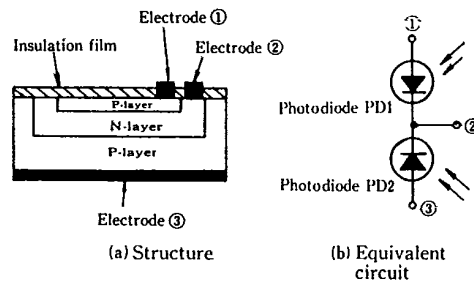 Electrode ①
Insulation film
Electrode ②
P-layer
N-layer
P-layer
Electrode ③
(a) Structure
①
Photodiode PD1
②
Photodiode PD2
③
(b) Equivalent
circuit